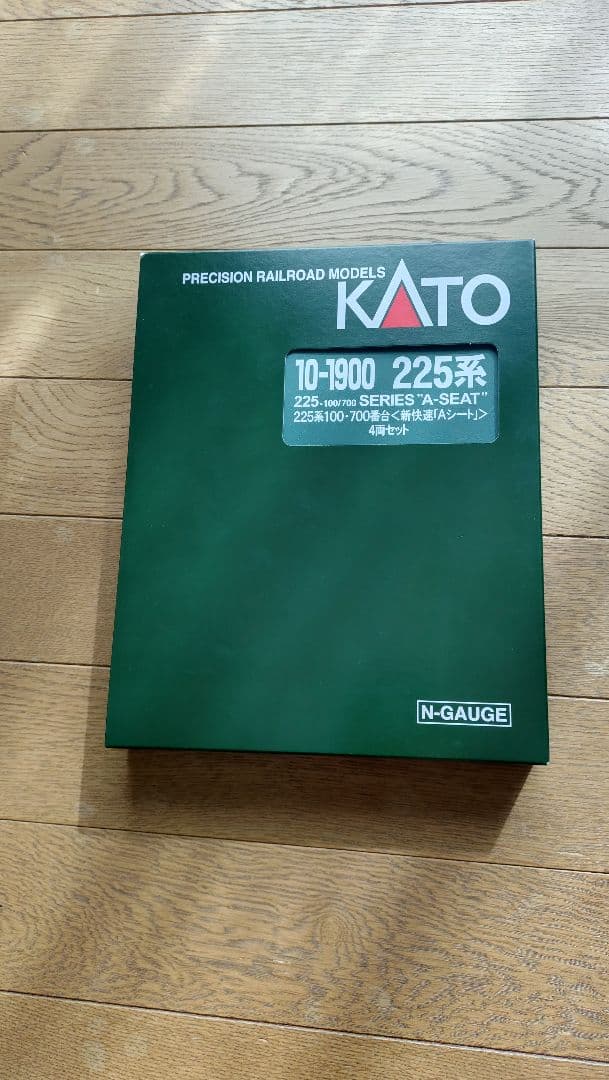 PRECISION RAILROAD MODELS
KATO
10-1900 225系
225-100/700 SERIES "A-SEAT"
225系100・700番台<新快速「Aシート」>
4両セット
N-GAUGE